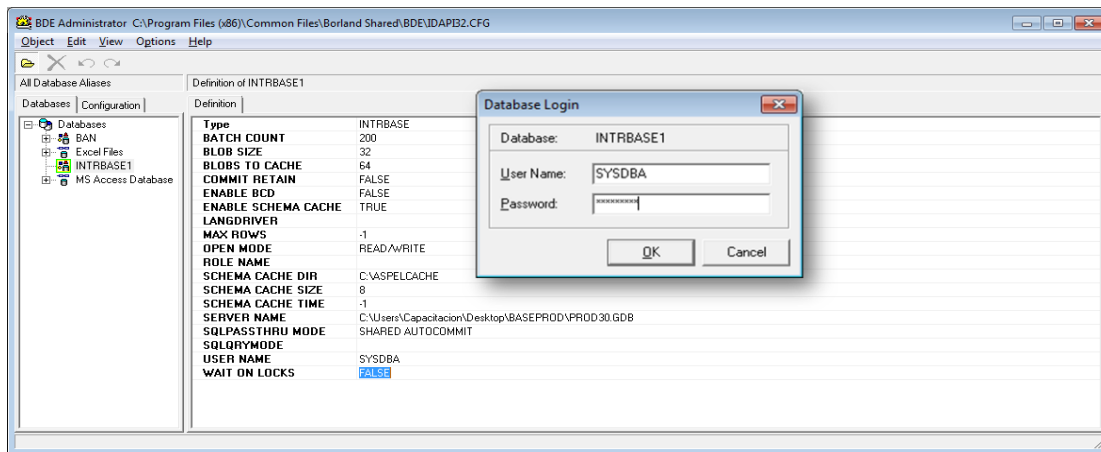 BDE Administrator C:\Program Files (x86)\Common Files\Borland Shared\BDE\IDAPI32.CFG
Object Edit View Options Help
All Database Aliases
Definition of INTRBASE1
Databases Configuration
Definition
Databases
BAN
Excel Files
INTRBASE1
MS Access Database
Type INTRBASE
BATCH COUNT 200
BLOB SIZE 32
BLOBS TO CACHE 64
COMMIT RETAIN FALSE
ENABLE BCD FALSE
ENABLE SCHEMA CACHE TRUE
LANGDRIVER
MAX ROWS -1
OPEN MODE READ/WRITE
ROLE NAME
SCHEMA CACHE DIR C:\ASPELCACHE
SCHEMA CACHE SIZE 8
SCHEMA CACHE TIME -1
SERVER NAME C:\Users\Capacitacion\Desktop\BASEPROD\PROD30.GDB
SQLPASSTHRU MODE SHARED AUTOCOMMIT
SQLQRYMODE
USER NAME SYSDBA
WAIT ON LOCKS FALSE
Database Login
Database: INTRBASE1
User Name: SYSDBA
Password: *********
OK Cancel